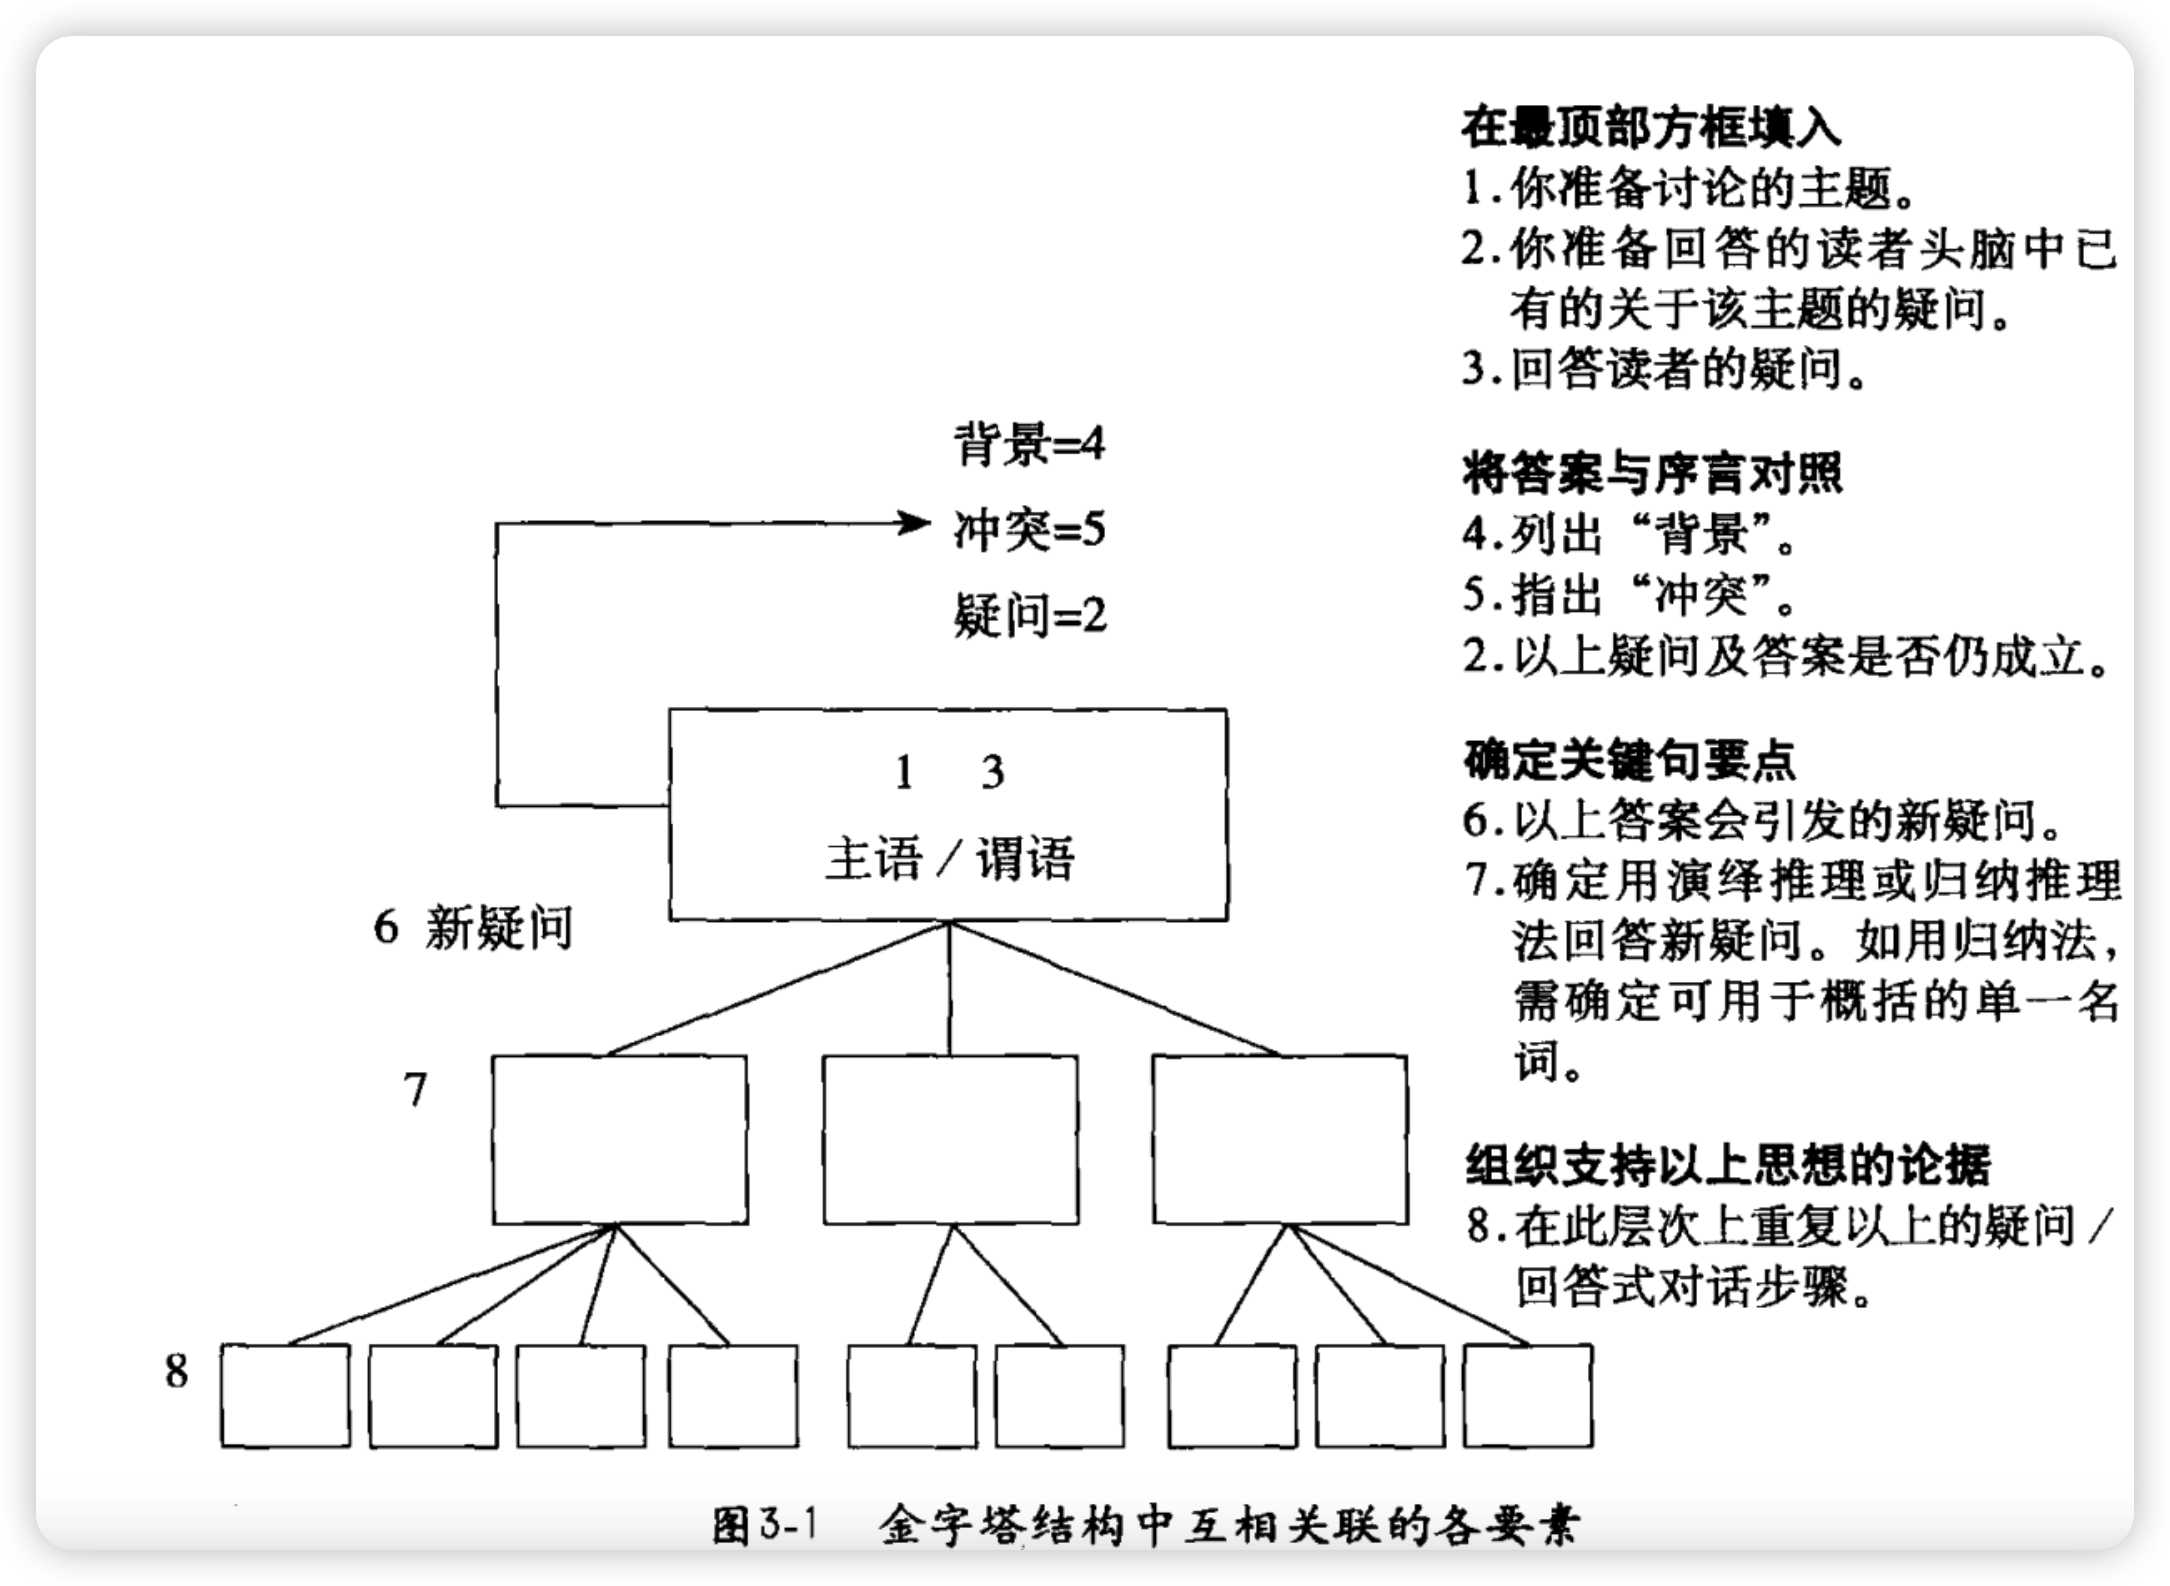 在最顶部方框填入
1.你准备讨论的主题。
2.你准备回答的读者头脑中已
有的关于该主题的疑问。
3.回答读者的疑问。
将答案与序言对照
4.列出“背景”。
5.指出“冲突”。
2.以上疑问及答案是否仍成立。
确定关键句要点
6.以上答案会引发的新疑问。
7.确定用演绎推理或归纳推理
法回答新疑问。如用归纳法，
需确定可用于概括的单一名
词。
组织支持以上思想的论据
8.在此层次上重复以上的疑问／
回答式对话步骤。
背景=4
冲突=5
疑问=2
1 3
主语／谓语
6 新疑问
7
8
图3-1 金字塔结构中互相关联的各要素